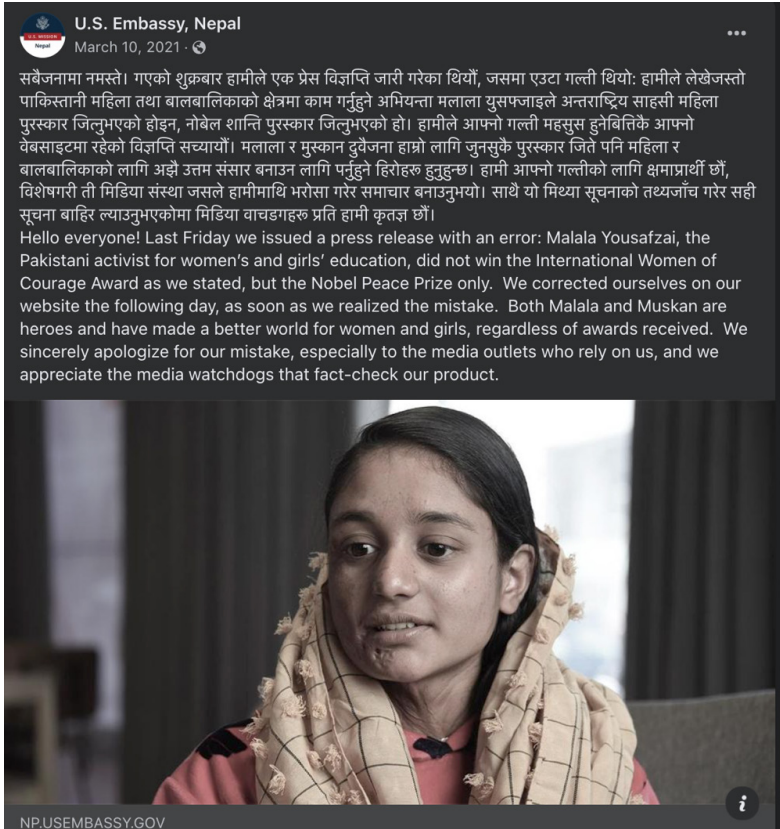 U.S. Embassy, Nepal
March 10, 2021 ·
U.S. MISSION
Nepal
सबैजनामा नमस्ते। गएको शुक्रबार हामीले एक प्रेस विज्ञप्ति जारी गरेका थियौं, जसमा एउटा गल्ती थियो: हामीले लेखेजस्तो
पाकिस्तानी महिला तथा बालबालिकाको क्षेत्रमा काम गर्नुहुने अभियन्ता मलाला युसफ्जाइले अन्तराष्ट्रिय साहसी महिला
पुरस्कार जित्नुभएको होइन, नोबेल शान्ति पुरस्कार जित्नुभएको हो। हामीले आफ्नो गल्ती महसुस हुनेबित्तिकै आफ्नो
वेबसाइटमा रहेको विज्ञप्ति सच्यायौं। मलाला र मुस्कान दुवैजना हाम्रो लागि जुनसुकै पुरस्कार जिते पनि महिला र
बालबालिकाको लागि अझै उत्तम संसार बनाउन लागि पर्नुहुने हिरोहरू हुनुहुन्छ। हामी आफ्नो गल्तीको लागि क्षमाप्रार्थी छौं,
विशेषगरी ती मिडिया संस्था जसले हामीमाथि भरोसा गरेर समाचार बनाउनुभयो। साथै यो मिथ्या सूचनाको तथ्यजाँच गरेर सही
सूचना बाहिर ल्याउनुभएकोमा मिडिया वाचडगहरू प्रति हामी कृतज्ञ छौं।
Hello everyone! Last Friday we issued a press release with an error: Malala Yousafzai, the
Pakistani activist for women’s and girls’ education, did not win the International Women of
Courage Award as we stated, but the Nobel Peace Prize only.  We corrected ourselves on our
website the following day, as soon as we realized the mistake.  Both Malala and Muskan are
heroes and have made a better world for women and girls, regardless of awards received.  We
sincerely apologize for our mistake, especially to the media outlets who rely on us, and we
appreciate the media watchdogs that fact-check our product.
NP.USEMBASSY.GOV